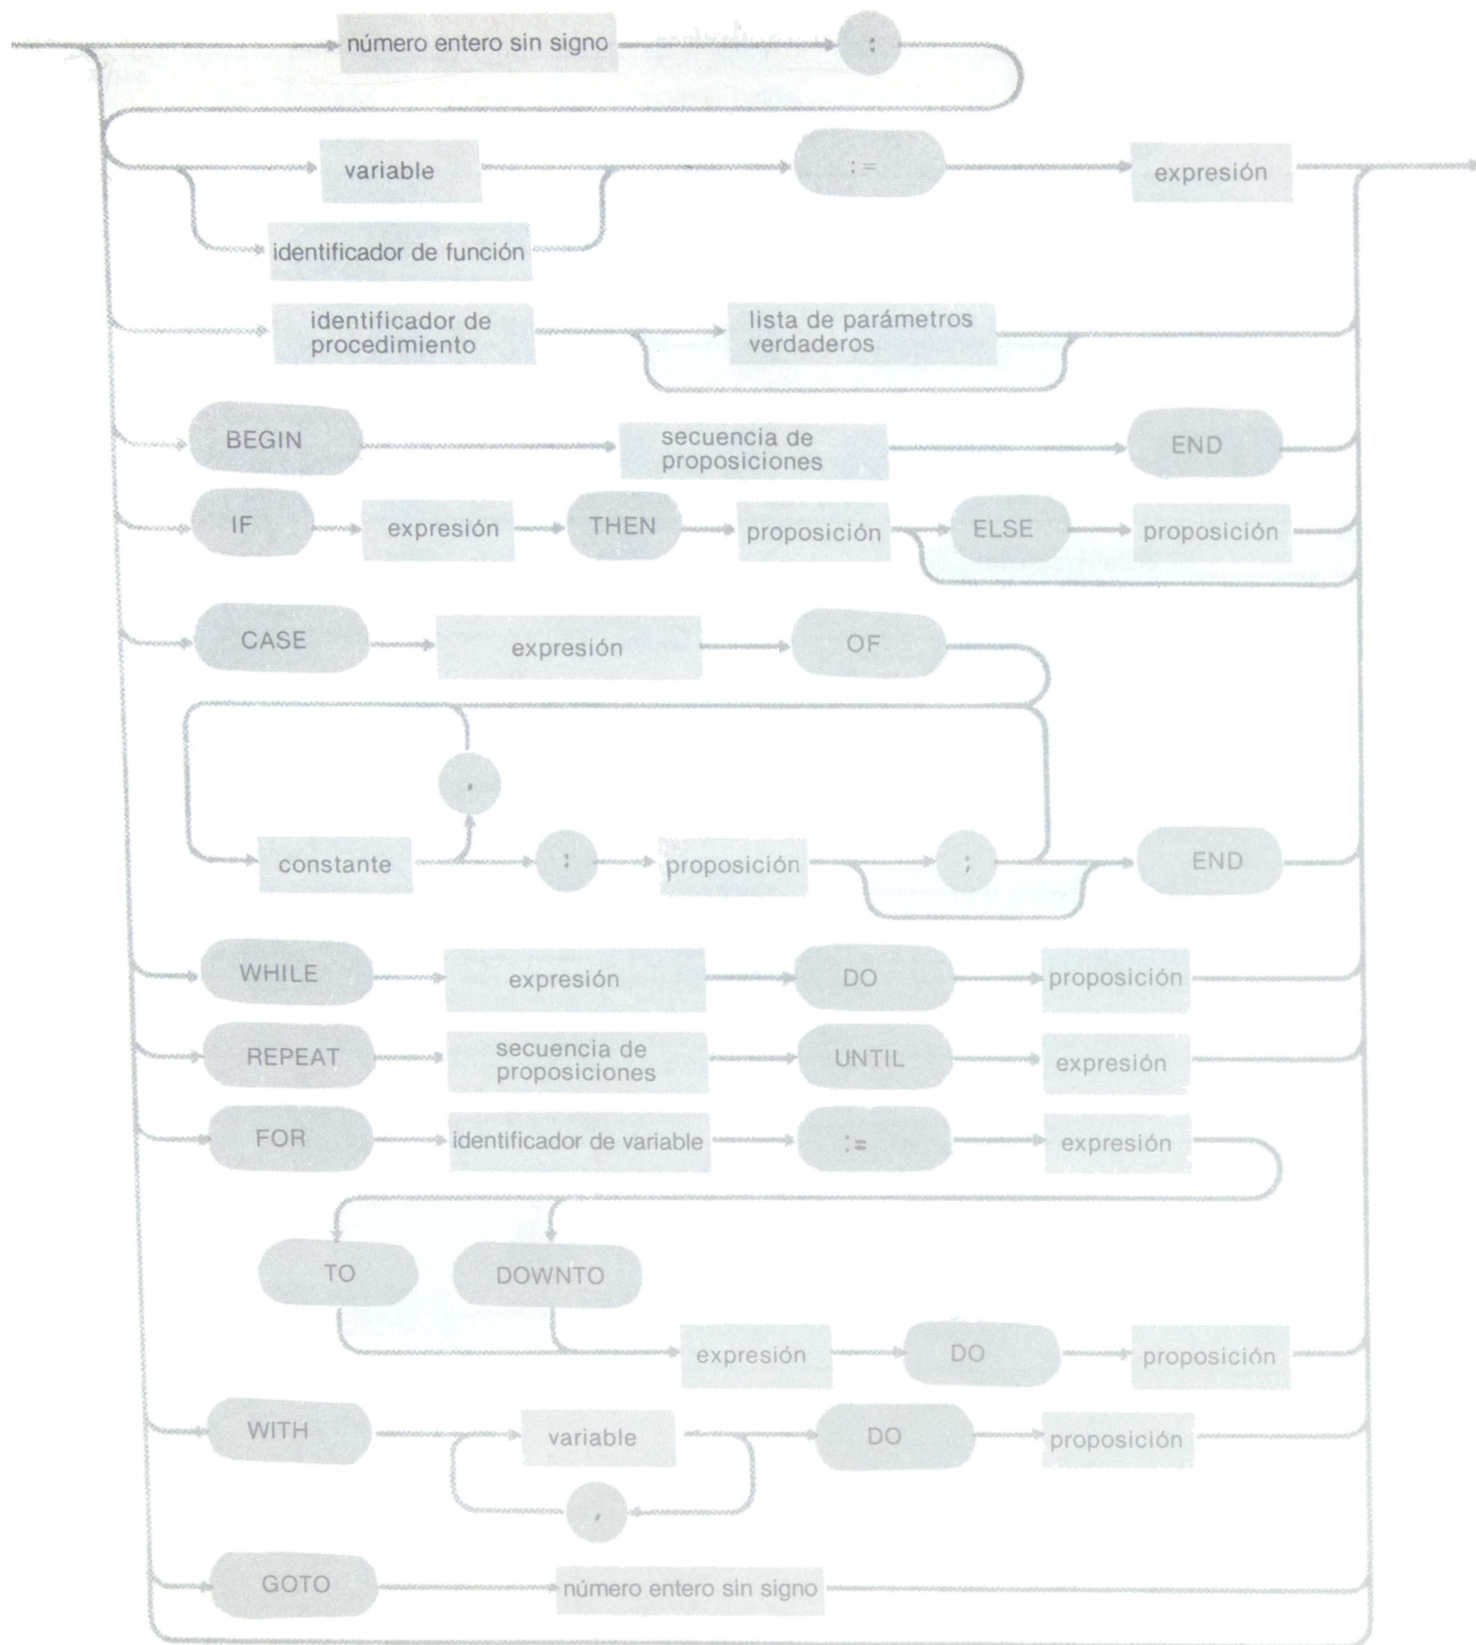 número entero sin signo :
variable := expresión
identificador de función
identificador de
procedimiento
lista de parámetros
verdaderos
BEGIN
secuencia de
proposiciones
END
IF expresión THEN proposición ELSE proposición
CASE expresión OF
,
constante : proposición ; END
WHILE expresión DO proposición
REPEAT
secuencia de
proposiciones
UNTIL expresión
FOR identificador de variable := expresión
TO DOWNTO
expresión DO proposición
WITH variable DO proposición
,
GOTO número entero sin signo